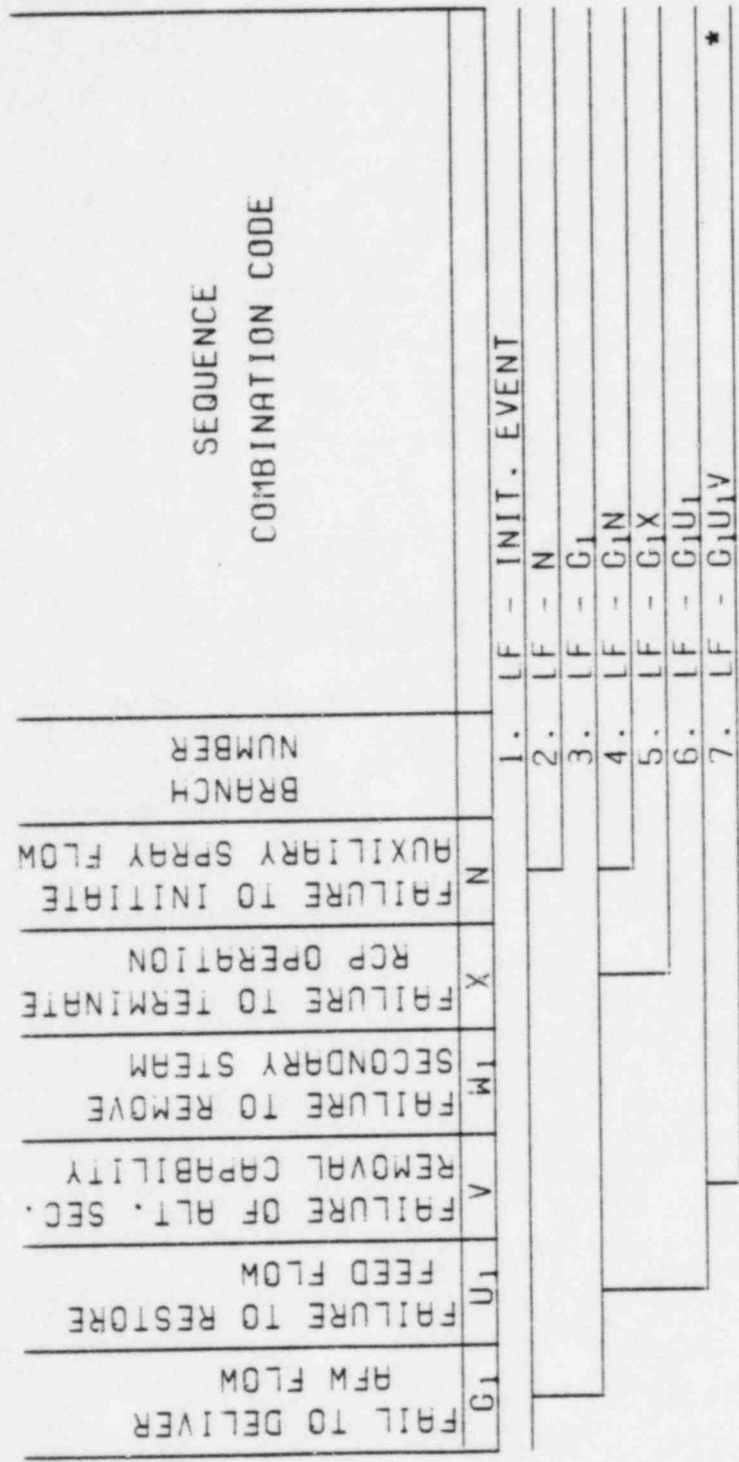 FAIL TO DELIVER
AFW FLOW
G1
FAILURE TO RESTORE
FEED FLOW
U1
FAILURE OF ALT. SEC.
REMOVAL CAPABILITY
V
FAILURE TO REMOVE
SECONDARY STEAM
W1
FAILURE TO TERMINATE
RCP OPERATION
X
FAILURE TO INITIATE
AUXILIARY SPRAY FLOW
N
BRANCH
NUMBER
SEQUENCE
COMBINATION CODE
1. LF - INIT. EVENT
2. LF - N
3. LF - G1
4. LF - G1N
5. LF - G1X
6. LF - G1U1
7. LF - G1U1V *